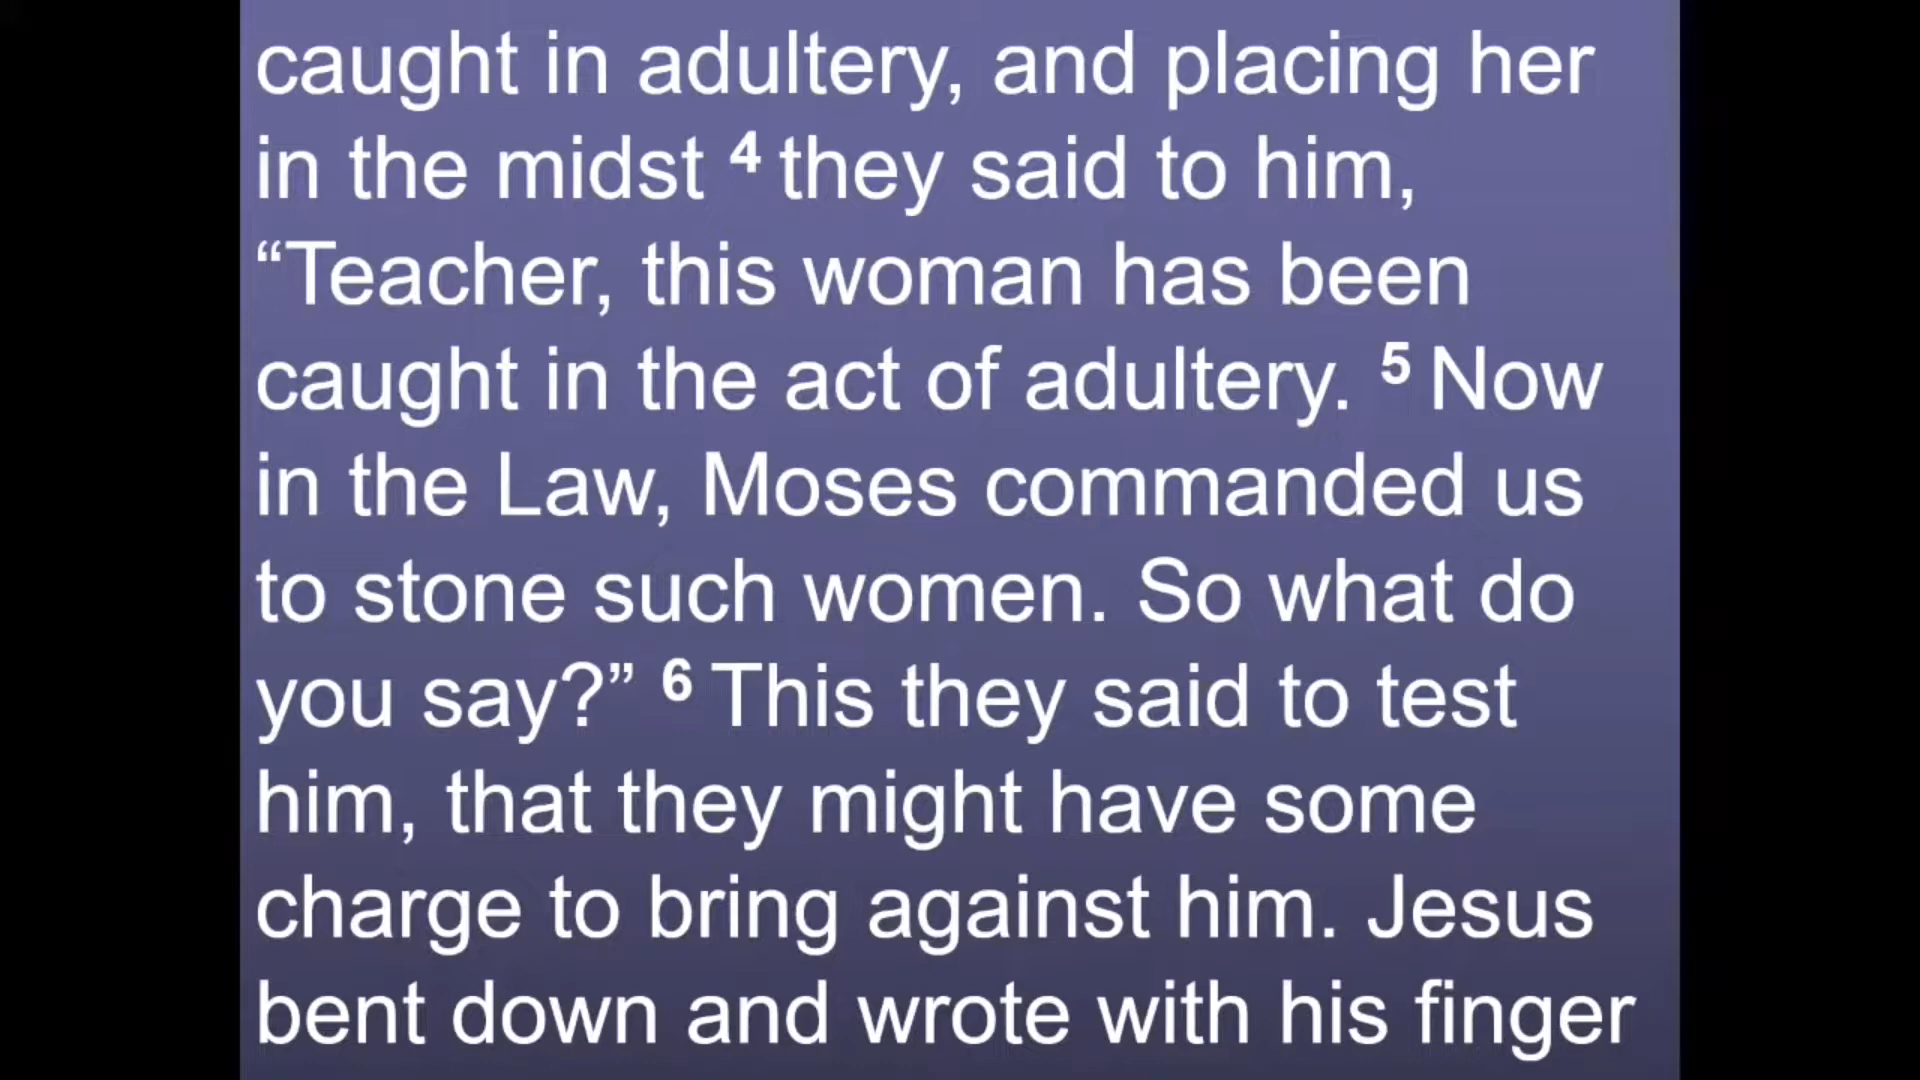 caught in adultery, and placing her
in the midst 4 they said to him,
“Teacher, this woman has been
caught in the act of adultery. 5 Now
in the Law, Moses commanded us
to stone such women. So what do
you say?” 6 This they said to test
him, that they might have some
charge to bring against him. Jesus
bent down and wrote with his finger